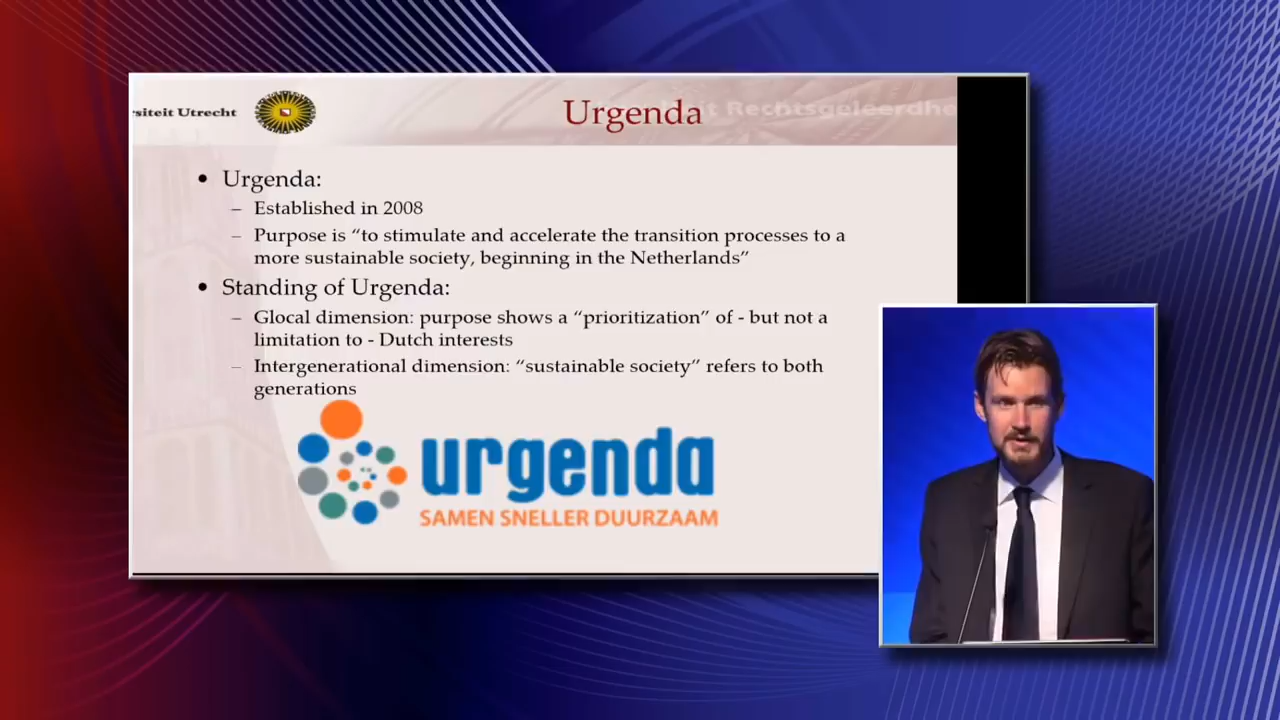 rsiteit Utrecht
Urgenda
Rechtsgeleerdhe
• Urgenda:
– Established in 2008
– Purpose is “to stimulate and accelerate the transition processes to a
more sustainable society, beginning in the Netherlands”
• Standing of Urgenda:
– Glocal dimension: purpose shows a “prioritization” of - but not a
limitation to - Dutch interests
– Intergenerational dimension: “sustainable society” refers to both
generations
urgenda
SAMEN SNELLER DUURZAAM